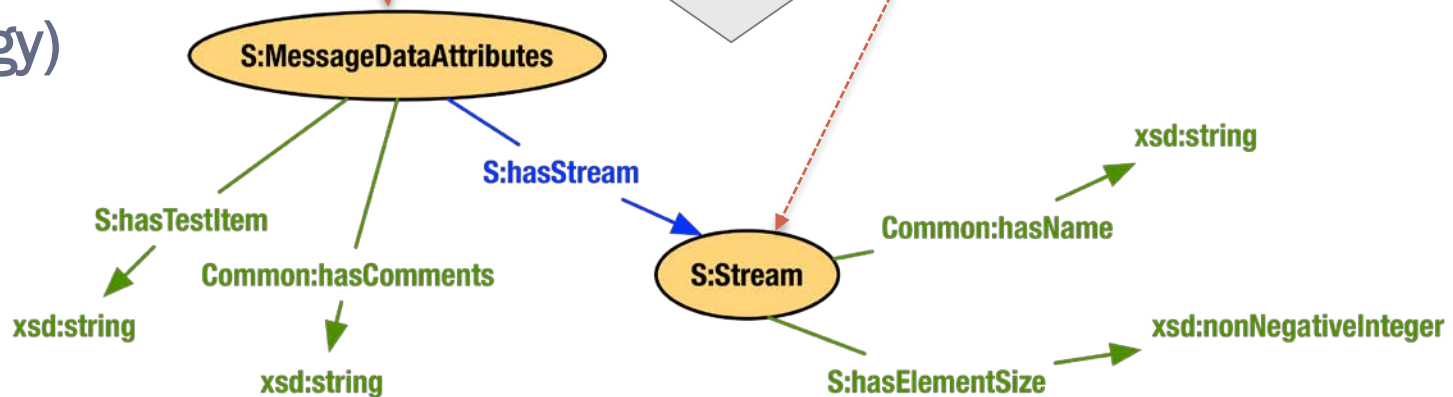 gy)
S:MessageDataAttributes
xsd:string
S:hasStream
S:hasTestItem
Common:hasName
Common:hasComments
S:Stream
xsd:string
xsd:nonNegativeInteger
xsd:string
S:hasElementSize